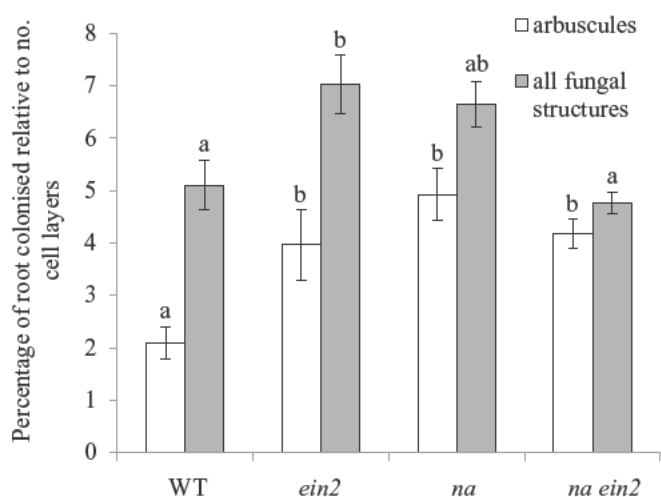 Percentage of root colonised relative to no.
cell layers
8
7
6
5
4
3
2
1
0
arbuscules
all fungal
structures
a
a
b
b
b
ab
b
a
WT
ein2
na
na ein2